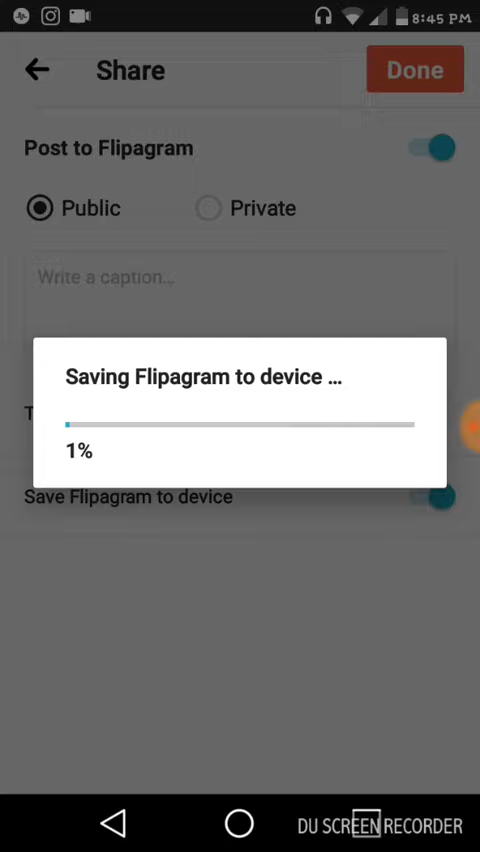 8:45 PM
Share
Done
Post to Flipagram
Public
Private
Write a caption...
Saving Flipagram to device ...
1%
T
Save Flipagram to device
DU SCREEN RECORDER